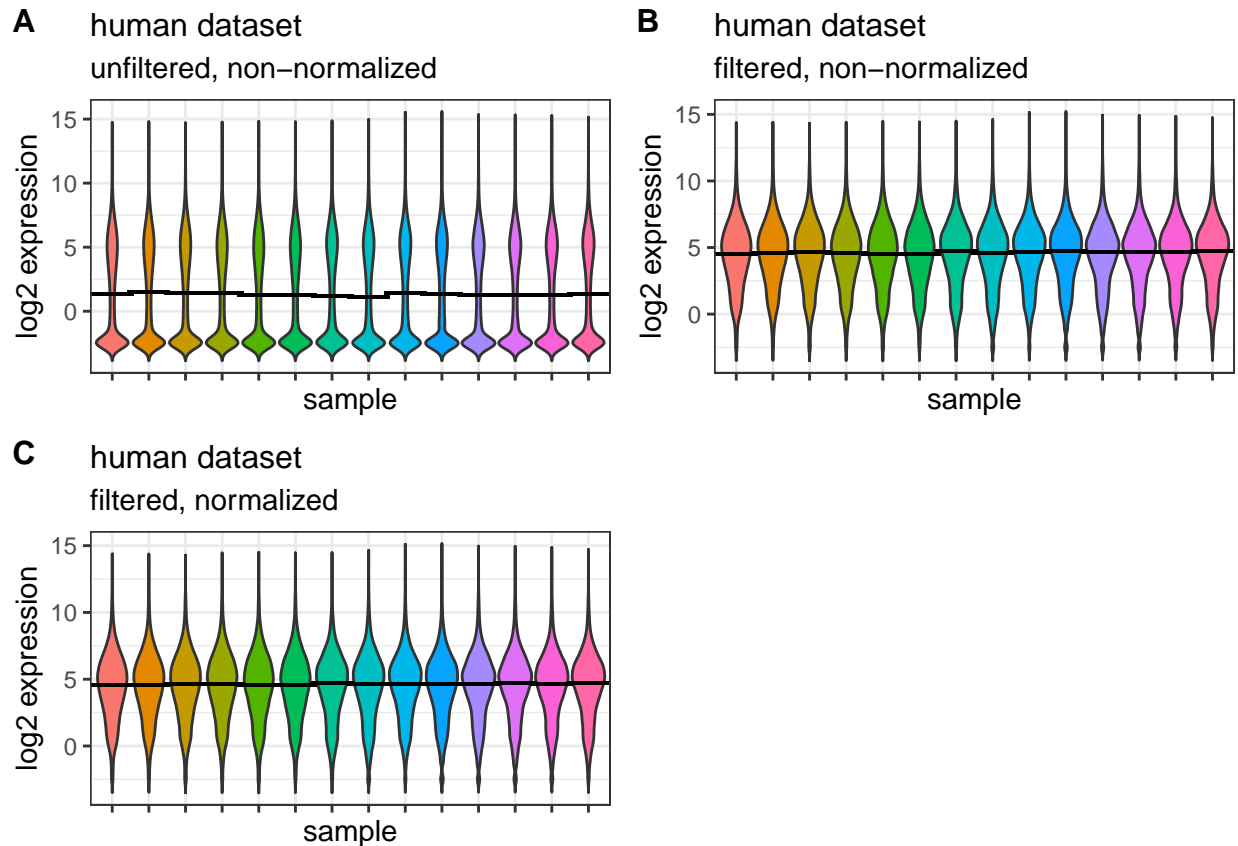 A
human dataset
unfiltered, non−normalized
15
10
5
0
log2 expression
sample
B
human dataset
filtered, non−normalized
15
10
5
0
log2 expression
sample
C
human dataset
filtered, normalized
15
10
5
0
log2 expression
sample